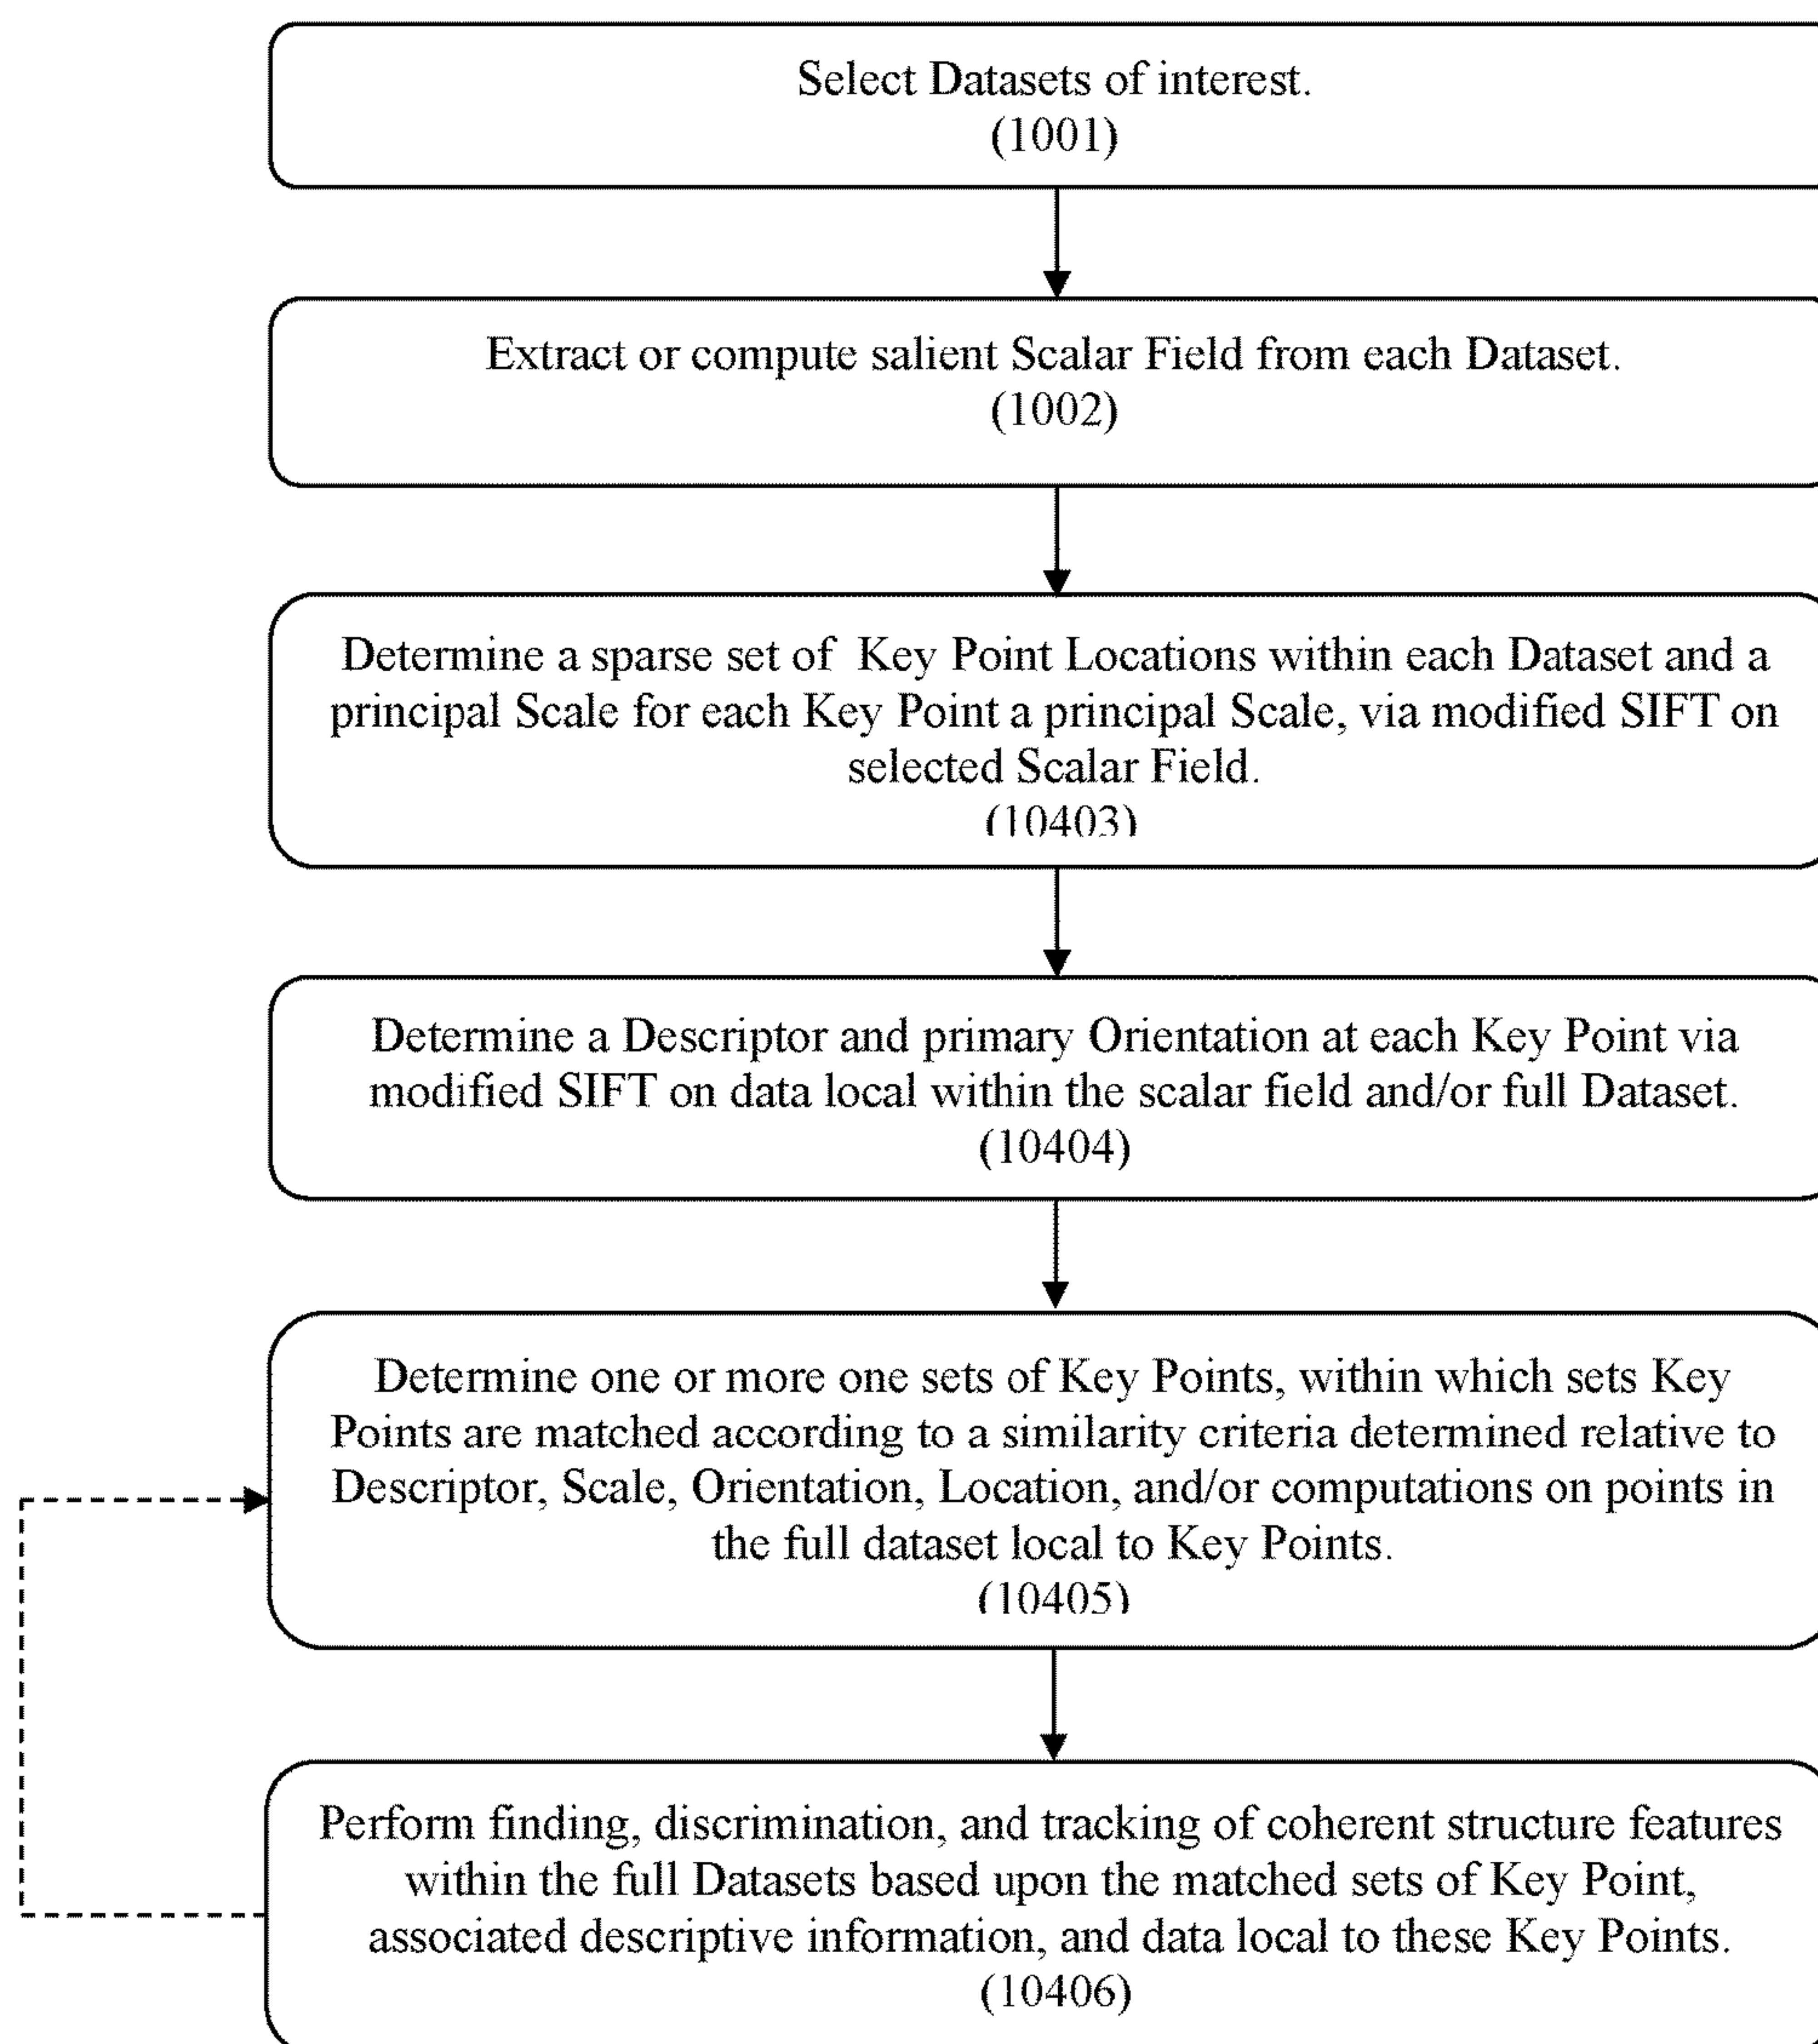 Select Datasets of interest.
(1001)
Extract or compute salient Scalar Field from each Dataset.
(1002)
Determine a sparse set of Key Point Locations within each Dataset and a
principal Scale for each Key Point a principal Scale, via modified SIFT on
selected Scalar Field.
(10403)
Determine a Descriptor and primary Orientation at each Key Point via
modified SIFT on data local within the scalar field and/or full Dataset.
(10404)
Determine one or more one sets of Key Points, within which sets Key
Points are matched according to a similarity criteria determined relative to
Descriptor, Scale, Orientation, Location, and/or computations on points in
the full dataset local to Key Points.
(10405)
Perform finding, discrimination, and tracking of coherent structure features
within the full Datasets based upon the matched sets of Key Point,
associated descriptive information, and data local to these Key Points.
(10406)